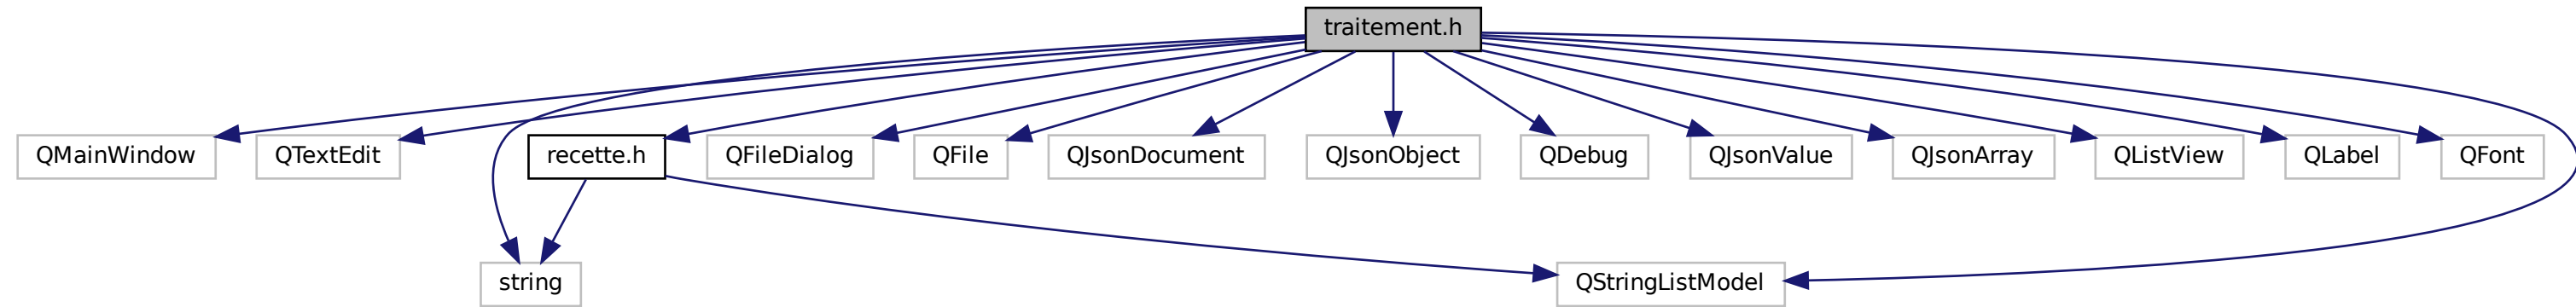 traitement.h
QMainWindow
QTextEdit
recette.h
QFileDialog
QFile
QJsonDocument
QJsonObject
QDebug
QJsonValue
QJsonArray
QListView
QLabel
QFont
string
QStringListModel